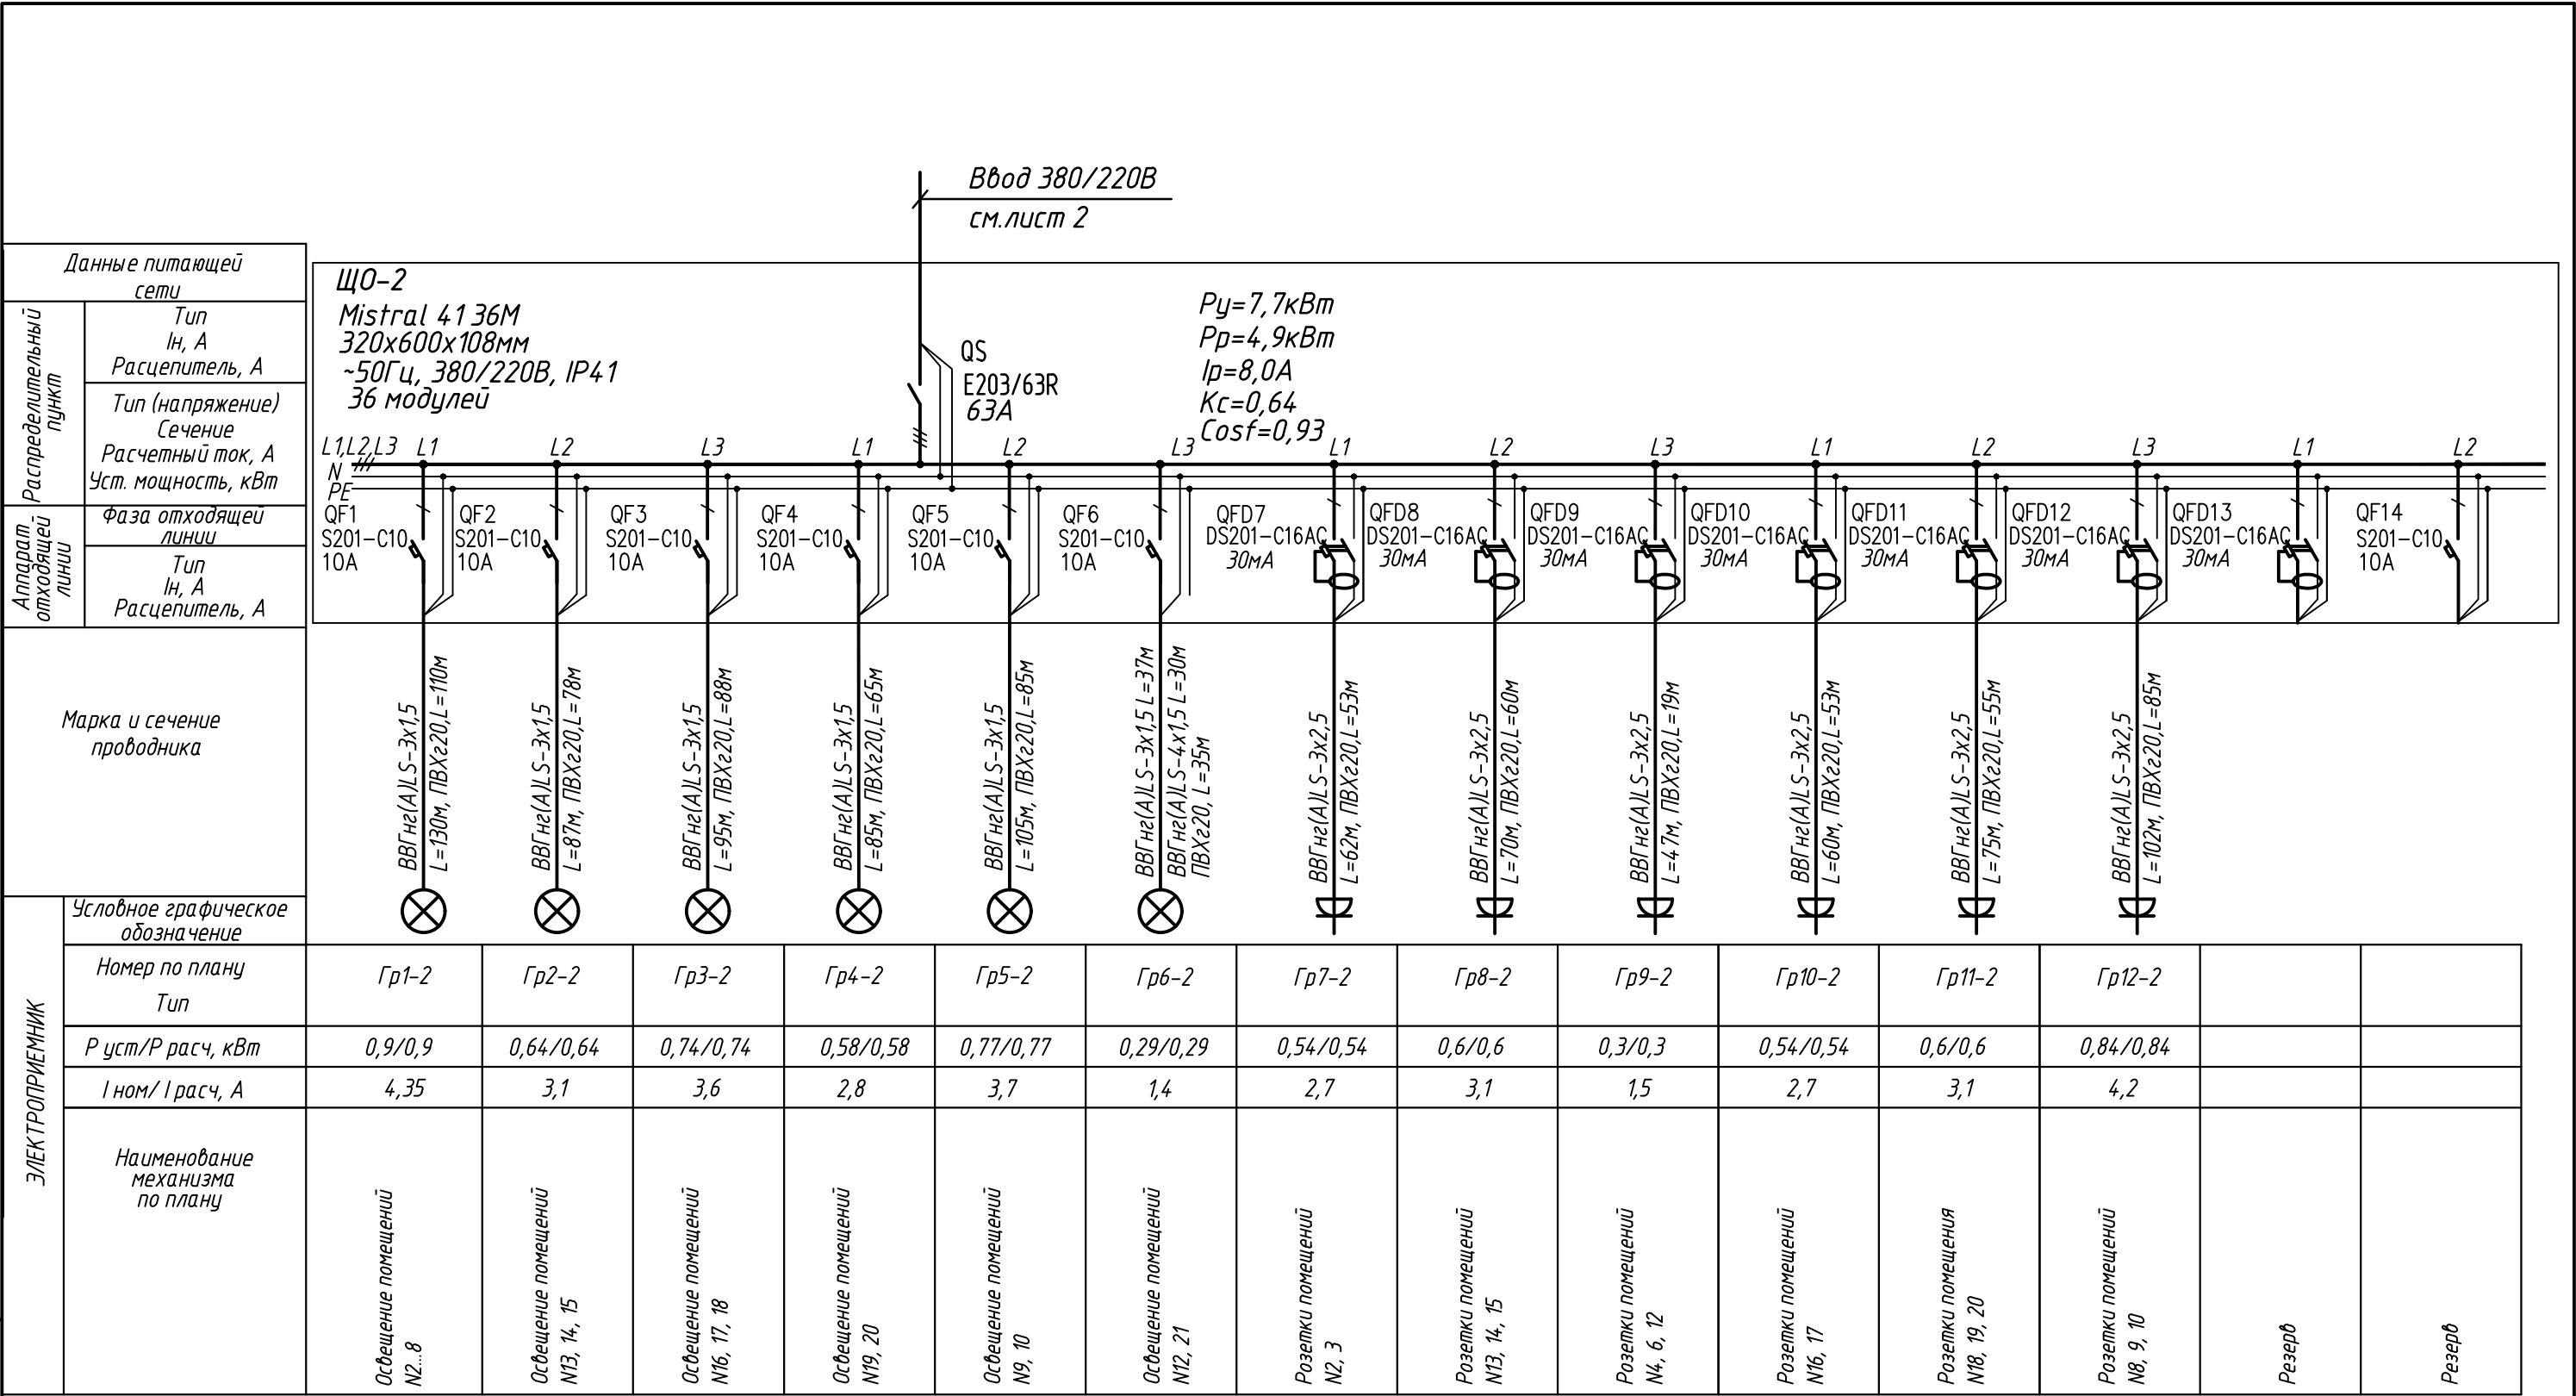 Ввод 380/220В
см.лист 2
Данные питающей
сети
Распределительный
пункт
Тип
Iн, А
Расцепитель, А
Тип (напряжение)
Сечение
Расчетный ток, А
Уст. мощность, кВт
Аппарат
отходящей
линии
Фаза отходящей
линии
Тип
Iн, А
Расцепитель, А
Марка и сечение
проводника
ЩО-2
Mistral 41 36М
320х600х108мм
~50Гц, 380/220В, IP41
36 модулей
QS
E203/63R
63А
Ру=7,7кВт
Рр=4,9кВт
Iр=8,0А
Кс=0,64
Cosf=0,93
L1,L2,L3
N
PE
L1
L2
L3
L1
L2
L3
L1
L2
L3
L1
L2
L3
L1
L2
QF1
S201-C10
10А
QF2
S201-C10
10А
QF3
S201-C10
10А
QF4
S201-C10
10А
QF5
S201-C10
10А
QF6
S201-C10
10А
QFD7
DS201-C16AC
30мА
QFD8
DS201-C16AC
30мА
QFD9
DS201-C16AC
30мА
QFD10
DS201-C16AC
30мА
QFD11
DS201-C16AC
30мА
QFD12
DS201-C16AC
30мА
QFD13
DS201-C16AC
30мА
QF14
S201-C10
10А
ВВГнг(А)LS-3х1,5
L=130м, ПВХг20,L=110м
ВВГнг(А)LS-3х1,5
L=87м, ПВХг20,L=78м
ВВГнг(А)LS-3х1,5
L=95м, ПВХг20,L=88м
ВВГнг(А)LS-3х1,5
L=85м, ПВХг20,L=65м
ВВГнг(А)LS-3х1,5
L=105м, ПВХг20,L=85м
ВВГнг(А)LS-3х1,5 L=37м
ВВГнг(А)LS-4х1,5 L=30м
ПВХг20, L=35м
ВВГнг(А)LS-3х2,5
L=62м, ПВХг20,L=53м
ВВГнг(А)LS-3х2,5
L=70м, ПВХг20,L=60м
ВВГнг(А)LS-3х2,5
L=47м, ПВХг20,L=19м
ВВГнг(А)LS-3х2,5
L=60м, ПВХг20,L=53м
ВВГнг(А)LS-3х2,5
L=75м, ПВХг20,L=55м
ВВГнг(А)LS-3х2,5
L=102м, ПВХг20,L=85м
ЭЛЕКТРОПРИЕМНИК
Условное графическое
обозначение
Номер по плану
Тип
Гр1-2
Гр2-2
Гр3-2
Гр4-2
Гр5-2
Гр6-2
Гр7-2
Гр8-2
Гр9-2
Гр10-2
Гр11-2
Гр12-2
Р уст/Р расч, кВт
0,9/0,9
0,64/0,64
0,74/0,74
0,58/0,58
0,77/0,77
0,29/0,29
0,54/0,54
0,6/0,6
0,3/0,3
0,54/0,54
0,6/0,6
0,84/0,84
I ном/ I расч, А
4,35
3,1
3,6
2,8
3,7
1,4
2,7
3,1
1,5
2,7
3,1
4,2
Наименование
механизма
по плану
Освещение помещений
N2...8
Освещение помещений
N13, 14, 15
Освещение помещений
N16, 17, 18
Освещение помещений
N19, 20
Освещение помещений
N9, 10
Освещение помещений
N12, 21
Розетки помещений
N2, 3
Розетки помещений
N13, 14, 15
Розетки помещений
N4, 6, 12
Розетки помещений
N16, 17
Розетки помещения
N18, 19, 20
Розетки помещений
N8, 9, 10
Резерв
Резерв